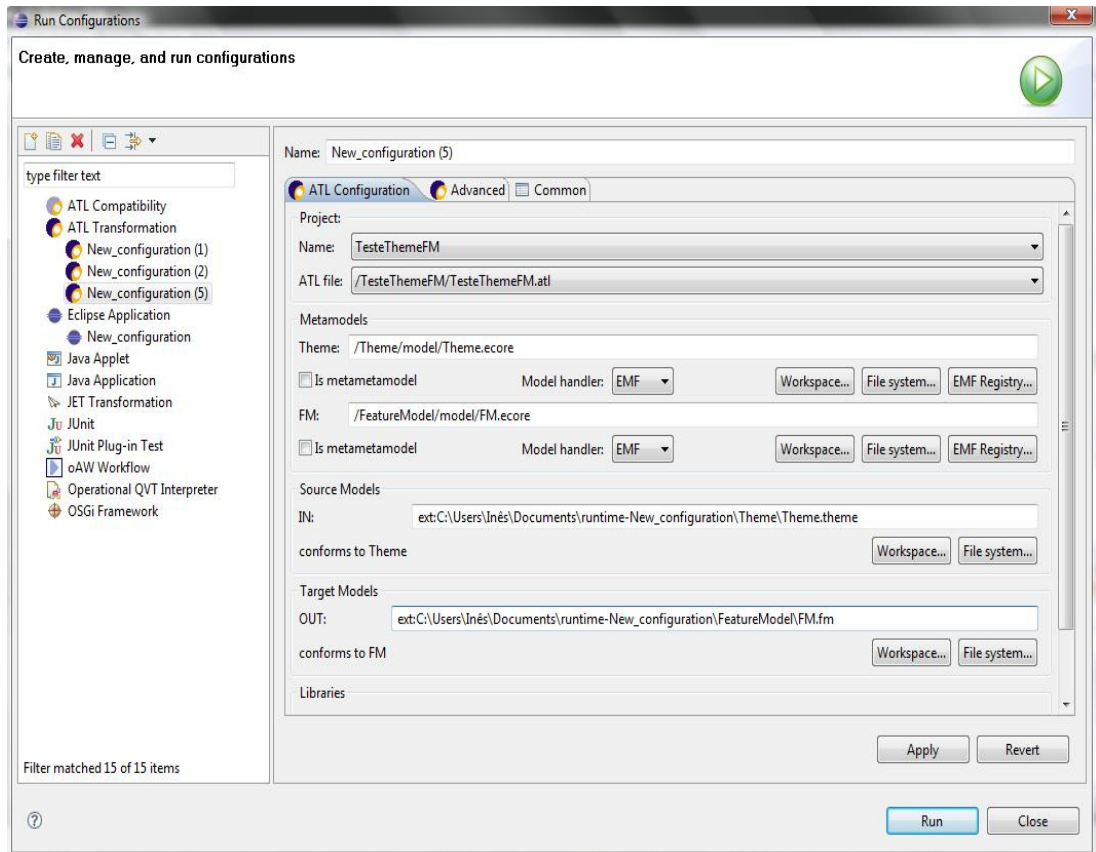 Run Configurations
Create, manage, and run configurations
type filter text
ATL Compatibility
ATL Transformation
New_configuration (1)
New_configuration (2)
New_configuration (5)
Eclipse Application
New_configuration
Java Applet
Java Application
JET Transformation
JUnit
JUnit Plug-in Test
oAW Workflow
Operational QVT Interpreter
OSGi Framework
Filter matched 15 of 15 items
Name: New_configuration (5)
ATL Configuration Advanced Common
Project:
Name: TesteThemeFM
ATL file: /TesteThemeFM/TesteThemeFM.atl
Metamodels
Theme: /Theme/model/Theme.ecore
Is metametamodel Model handler: EMF Workspace... File system... EMF Registry...
FM: /FeatureModel/model/FM.ecore
Is metametamodel Model handler: EMF Workspace... File system... EMF Registry...
Source Models
IN: ext:C:\Users\Inês\Documents\runtime-New_configuration\Theme\Theme.theme
conforms to Theme Workspace... File system...
Target Models
OUT: ext:C:\Users\Inês\Documents\runtime-New_configuration\FeatureModel\FM.fm
conforms to FM Workspace... File system...
Libraries
Apply Revert
Run Close